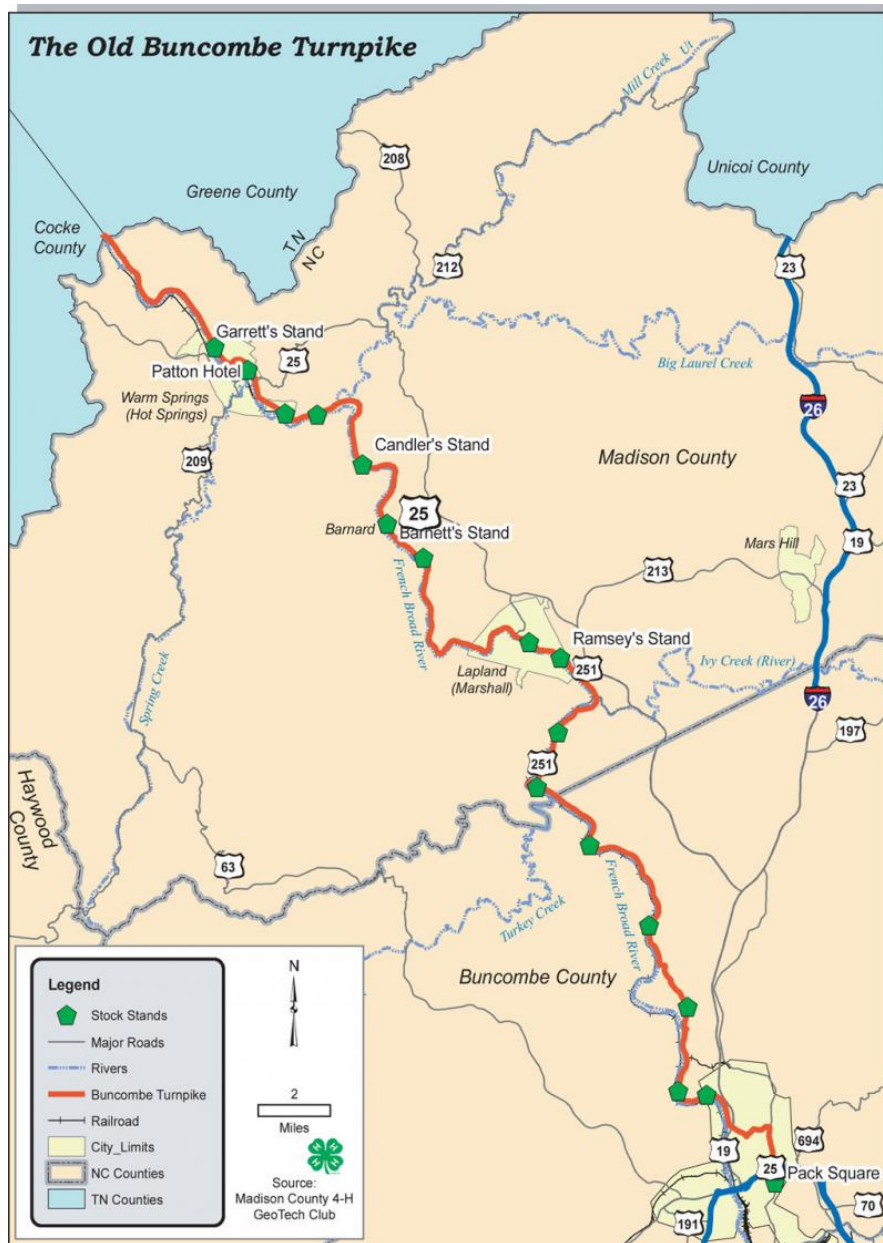 The Old Buncombe Turnpike
Mill Creek Ut
Unicoi County
208
Greene County
Cocke
County
TN
NC
212
23
Garrett's Stand
25
Patton Hotel
Big Laurel Creek
Warm Springs
(Hot Springs)
26
Candler's Stand
209
Madison County
23
25
Barnard
Barnett's Stand
19
Mars Hill
213
French Broad River
Ramsey's Stand
251
Ivy Creek (River)
Lapland
(Marshall)
Spring Creek
26
197
251
Haywood
County
63
French Broad River
Turkey Creek
Buncombe County
Legend
Stock Stands
Major Roads
Rivers
Buncombe Turnpike
Railroad
City_Limits
NC Counties
TN Counties
N
2
Miles
H H
H H
Source:
Madison County 4-H
GeoTech Club
19
694
25
Pack Square
191
70